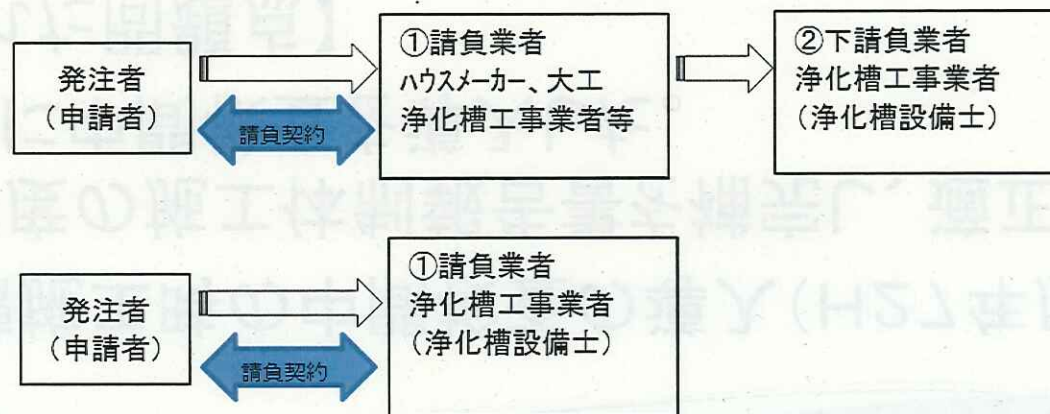 発注者
(申請者)
請負契約
①請負業者
ハウスメーカー、大工
浄化槽工事業者等
②下請負業者
浄化槽工事業者
(浄化槽設備士)
発注者
(申請者)
請負契約
①請負業者
浄化槽工事業者
(浄化槽設備士)